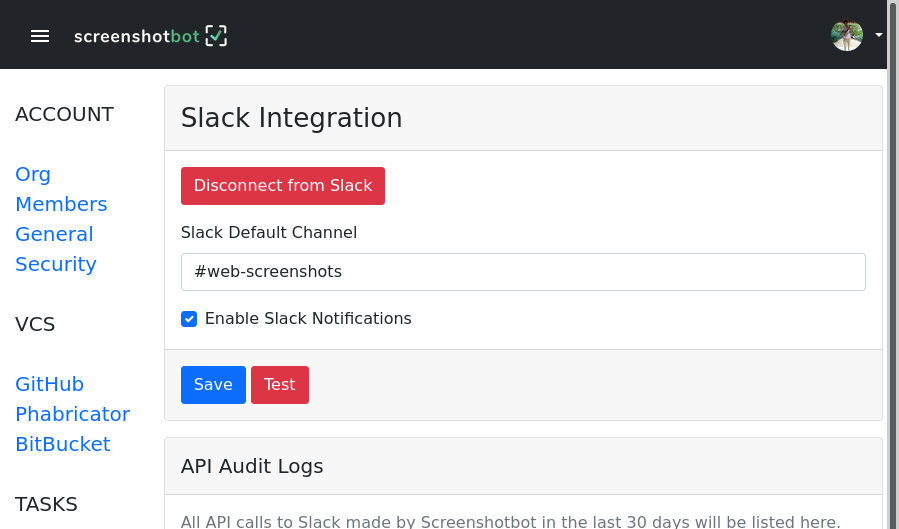 screenshotbot
ACCOUNT
Org
Members
General
Security
VCS
GitHub
Phabricator
BitBucket
TASKS
Slack Integration
Disconnect from Slack
Slack Default Channel
#web-screenshots
Enable Slack Notifications
Save
Test
API Audit Logs
All API calls to Slack made by Screenshotbot in the last 30 days will be listed here.